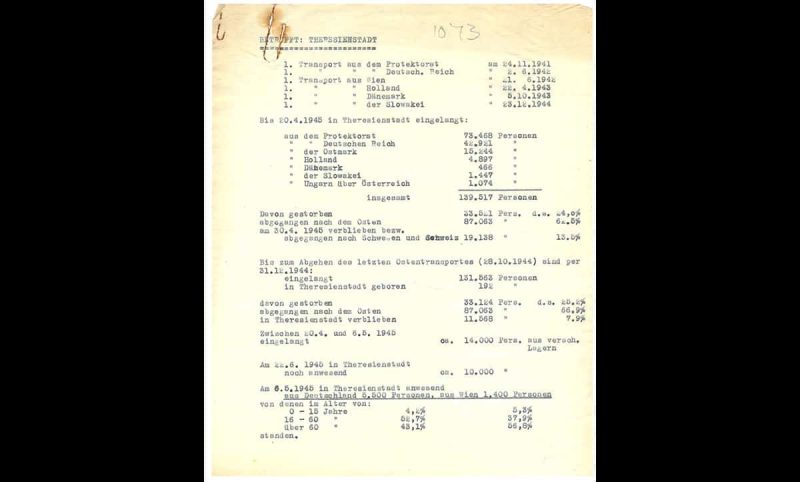 1073
BETRIFFT: THERESIENSTADT
1. Transport aus dem Protektorat am 24.11.1941
1. " " " Deutsch. Reich " 2. 6.1942
1. Transport aus Wien " 21. 6.1942
1. " " Holland " 22. 4.1943
1. " " Dänemark " 5.10.1943
1. " " der Slowakei " 23.12.1944
Bis 20.4.1945 in Theresienstadt eingelangt:
aus dem Protektorat 73.468 Personen
" " Deutschen Reich 42.921 "
" der Ostmark 15.244 "
" Holland 4.897 "
" Dänemark 466 "
" der Slowakei 1.447 "
" Ungarn über Österreich 1.074 "
insgesamt 139.517 Personen
Davon gestorben 33.521 Pers. d.s. 24,0%
abgegangen nach dem Osten 87.063 " 62.5%
am 30.4. 1945 verblieben bezw.
abgegangen nach Schweden und Schweiz 19.138 " 13.5%
Bis zum Abgehen des letzten Ostentransportes (28.10.1944) sind per
31.12.1944:
eingelangt 131.563 Personen
in Theresienstadt geboren 192 "
davon gestorben 33.124 Pers. d.s. 25.2%
abgegangen nach dem Osten 87.063 " 66.9%
in Theresienstadt verblieben 11.568 " 7.9%
Zwischen 20.4. und 6.5. 1945
eingelangt ca. 14.000 Pers. aus versch.
Lagern
Am 22.6. 1945 in Theresienstadt
noch anwesend ca. 10.000 "
Am 8.5.1945 in Theresienstadt anwesend
aus Deutschland 5.500 Personen, aus Wien 1.400 Personen
von denen im Alter von:
0 - 15 Jahre 4,2% 5,3%
16 - 60 " 52,7% 37,9%
über 60 " 43,1% 56,8%
standen.